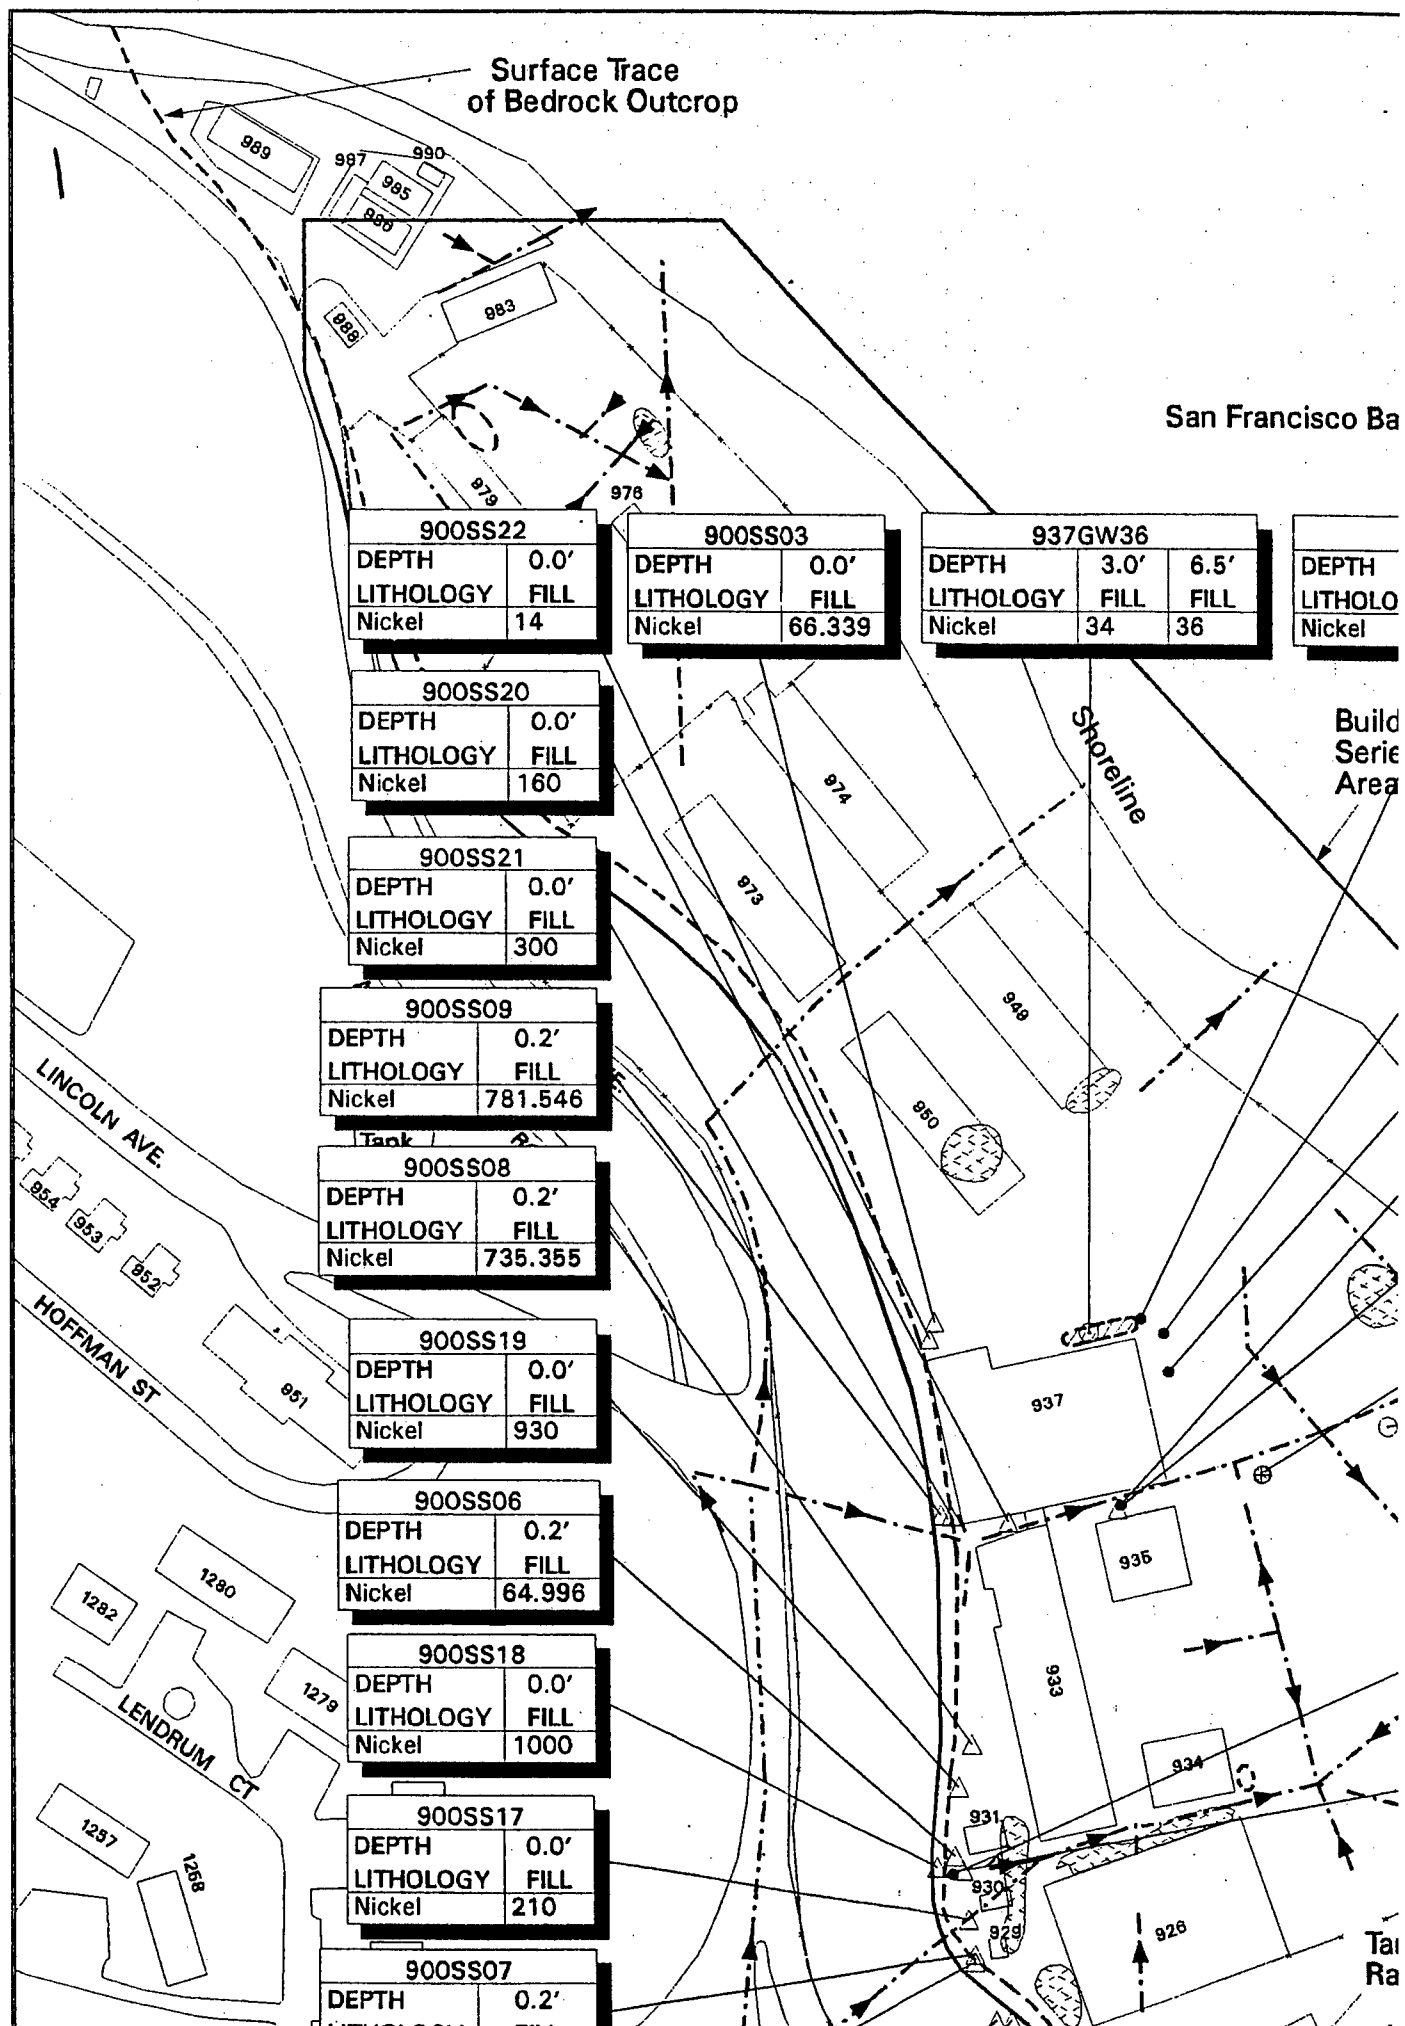 Surface Trace
of Bedrock Outcrop
989
987
990
985
986
988
983
San Francisco Ba
979
976
900SS22
DEPTH 0.0'
LITHOLOGY FILL
Nickel 14
900SS03
DEPTH 0.0'
LITHOLOGY FILL
Nickel 66.339
937GW36
DEPTH 3.0' 6.5'
LITHOLOGY FILL FILL
Nickel 34 36
DEPTH
LITHOLO
Nickel
900SS20
DEPTH 0.0'
LITHOLOGY FILL
Nickel 160
Shoreline
Build
Serie
Area
974
973
900SS21
DEPTH 0.0'
LITHOLOGY FILL
Nickel 300
949
950
900SS09
DEPTH 0.2'
LITHOLOGY FILL
Nickel 781.546
LINCOLN AVE.
Tank
900SS08
DEPTH 0.2'
LITHOLOGY FILL
Nickel 735.355
954
953
952
HOFFMAN ST
951
900SS19
DEPTH 0.0'
LITHOLOGY FILL
Nickel 930
937
900SS06
DEPTH 0.2'
LITHOLOGY FILL
Nickel 64.996
935
1280
1282
1279
LENDRUM CT
900SS18
DEPTH 0.0'
LITHOLOGY FILL
Nickel 1000
933
934
931
1257
1258
900SS17
DEPTH 0.0'
LITHOLOGY FILL
Nickel 210
930
929
926
Tan
Ra
900SS07
DEPTH 0.2'